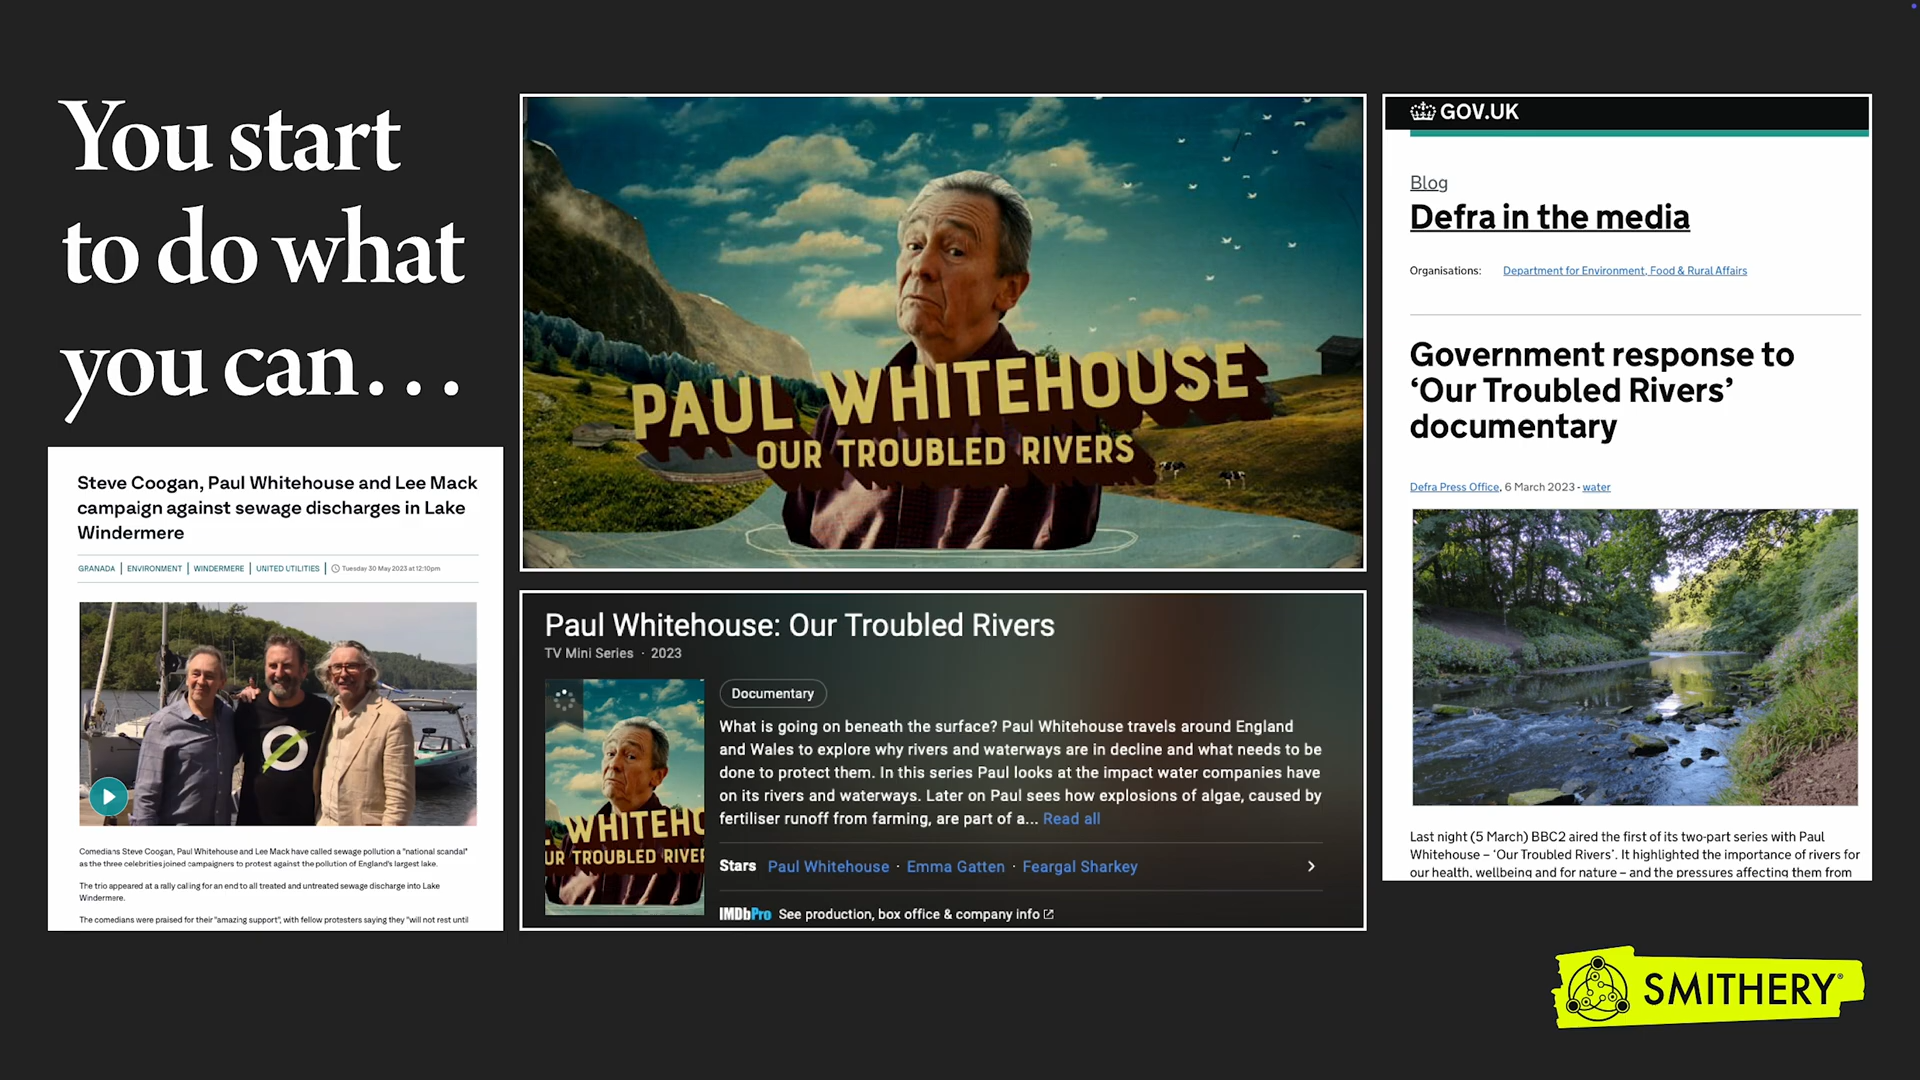 You start
to do what
you can...
Steve Coogan, Paul Whitehouse and Lee Mack
campaign against sewage discharges in Lake
Windermere
GRANADA | ENVIRONMENT | WINDERMERE | UNITED UTILITIES | Tuesday 30 May 2023 at 12:10pm
Comedians Steve Coogan, Paul Whitehouse and Lee Mack have called sewage pollution a "national scandal"
as the three celebrities joined campaigners to protest against the pollution of England's largest lake.
The trio appeared at a rally calling for an end to all treated and untreated sewage discharge into Lake
Windermere.
The comedians were praised for their "amazing support", with fellow protesters saying they "will not rest until
PAUL WHITEHOUSE
OUR TROUBLED RIVERS
Paul Whitehouse: Our Troubled Rivers
TV Mini Series · 2023
WHITEHO
UR TROUBLED RIVER
Documentary
What is going on beneath the surface? Paul Whitehouse travels around England
and Wales to explore why rivers and waterways are in decline and what needs to be
done to protect them. In this series Paul looks at the impact water companies have
on its rivers and waterways. Later on Paul sees how explosions of algae, caused by
fertiliser runoff from farming, are part of a... Read all
Stars Paul Whitehouse · Emma Gatten · Feargal Sharkey
IMDbPro See production, box office & company info
GOV.UK
Blog
Defra in the media
Organisations: Department for Environment, Food & Rural Affairs
Government response to
‘Our Troubled Rivers’
documentary
Defra Press Office, 6 March 2023 - water
Last night (5 March) BBC2 aired the first of its two-part series with Paul
Whitehouse – ‘Our Troubled Rivers’. It highlighted the importance of rivers for
our health, wellbeing and for nature – and the pressures affecting them from
SMITHERY®